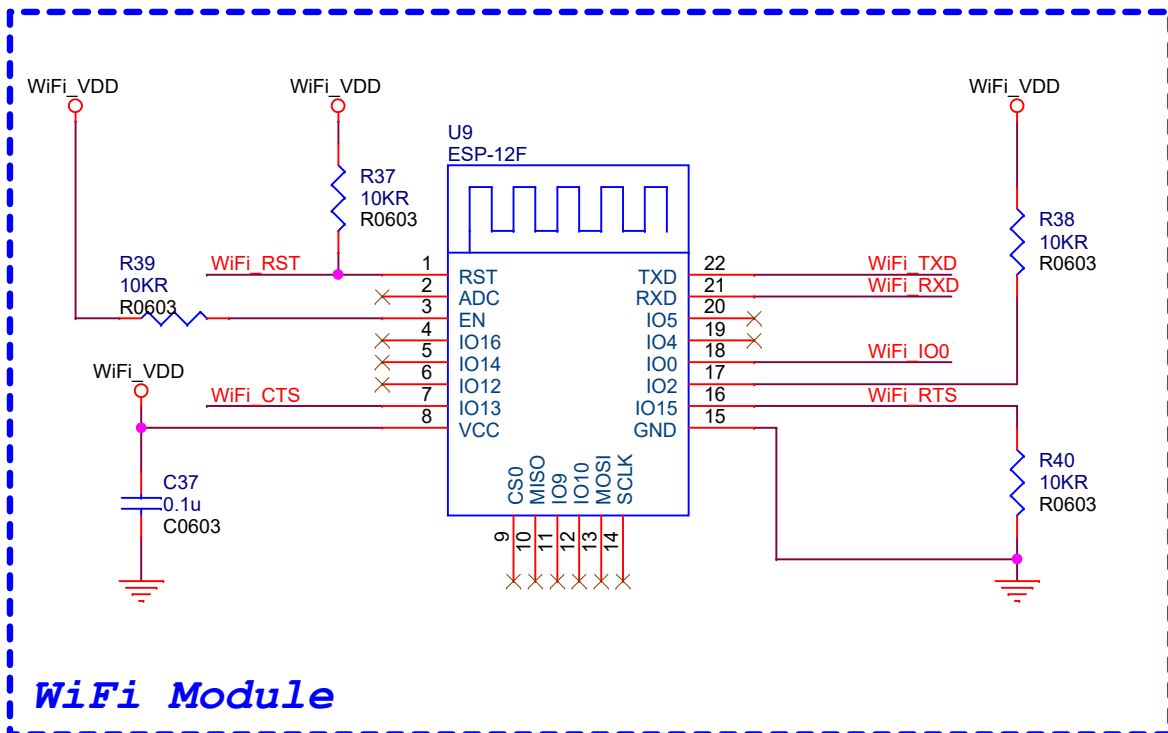 WiFi_VDD
WiFi_VDD
WiFi_VDD
U9
ESP-12F
R37
10KR
R0603
R38
10KR
R0603
R39
10KR
R0603
WiFi_RST
1
RST
2
ADC
3
EN
4
IO16
5
IO14
6
IO12
WiFi_CTS
7
IO13
8
VCC
TXD
22
WiFi_TXD
RXD
21
WiFi_RXD
IO5
20
IO4
19
IO0
18
WiFi_IO0
IO2
17
IO15
16
WiFi_RTS
GND
15
WiFi_VDD
C37
0.1u
C0603
CS0
MISO
IO9
IO10
MOSI
SCLK
9
10
11
12
13
14
R40
10KR
R0603
WiFi Module